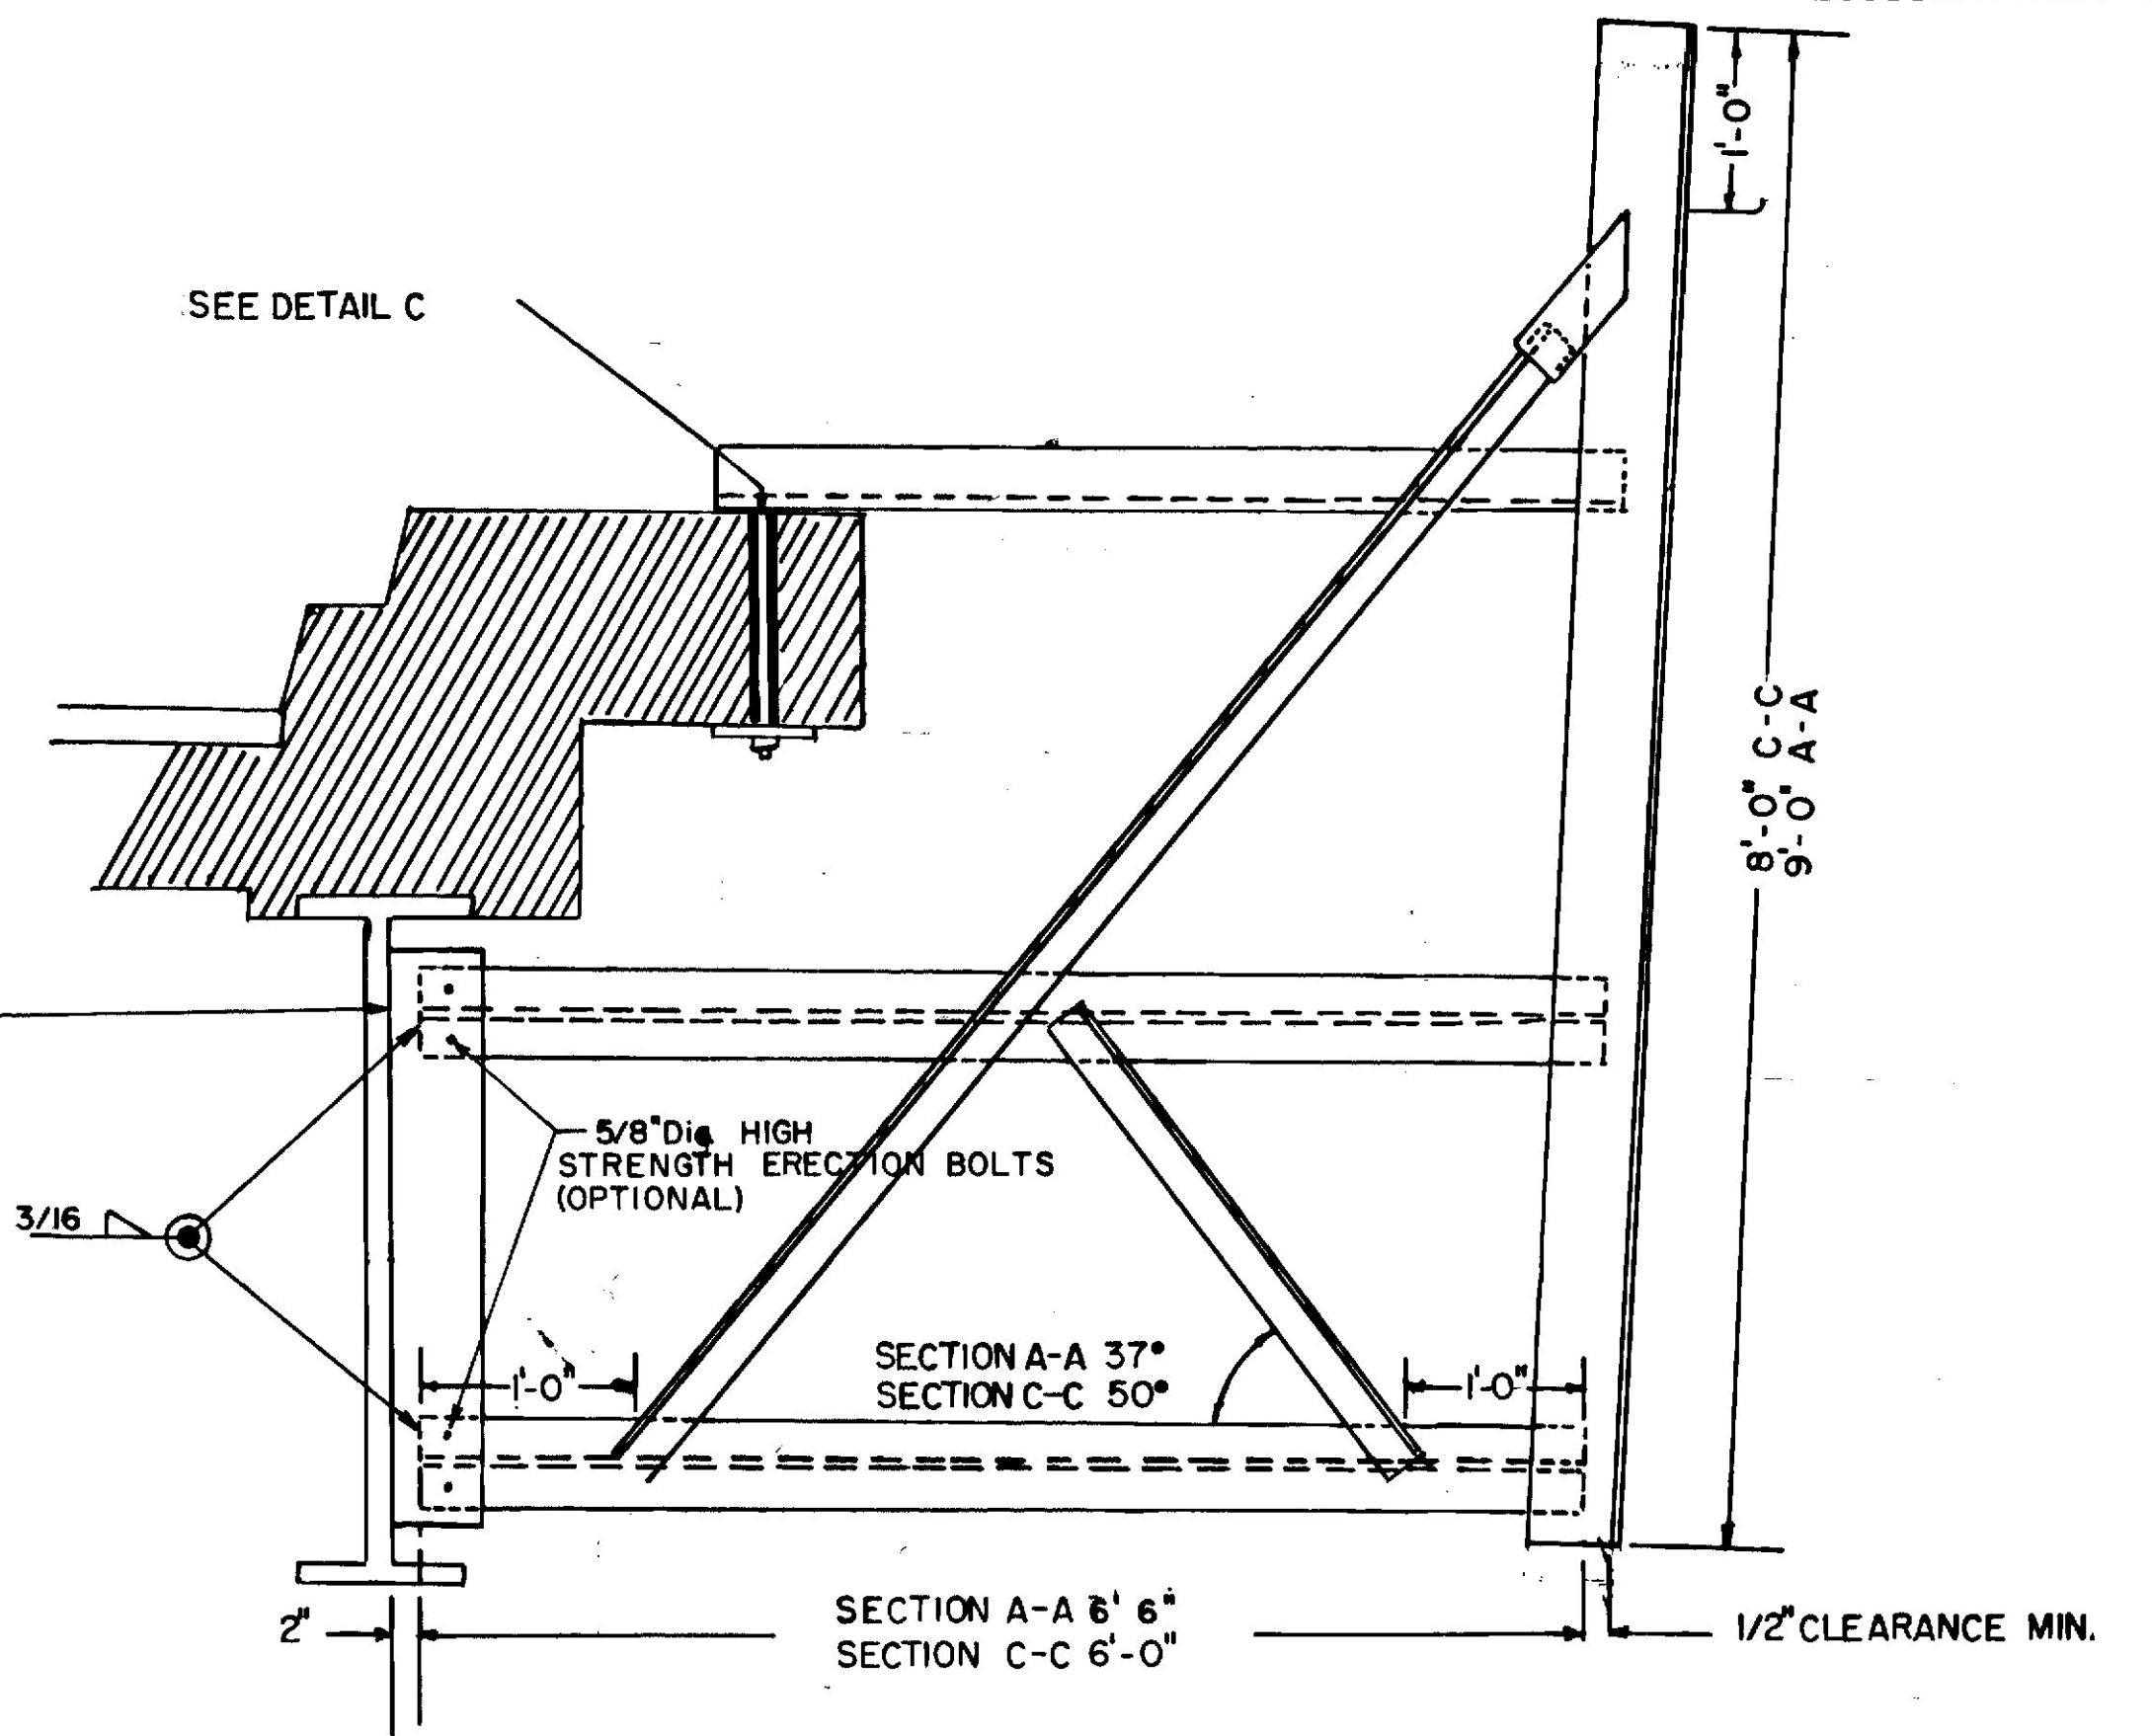 1'-0"
SEE DETAIL C
8'-0" C-C
9'-0" A-A
5/8" Dia HIGH
STRENGTH ERECTION BOLTS
(OPTIONAL)
3/16
SECTION A-A 37°
SECTION C-C 50°
1'-0"
1'-0"
SECTION A-A 6' 6"
SECTION C-C 6'-0"
2"
1/2" CLEARANCE MIN.